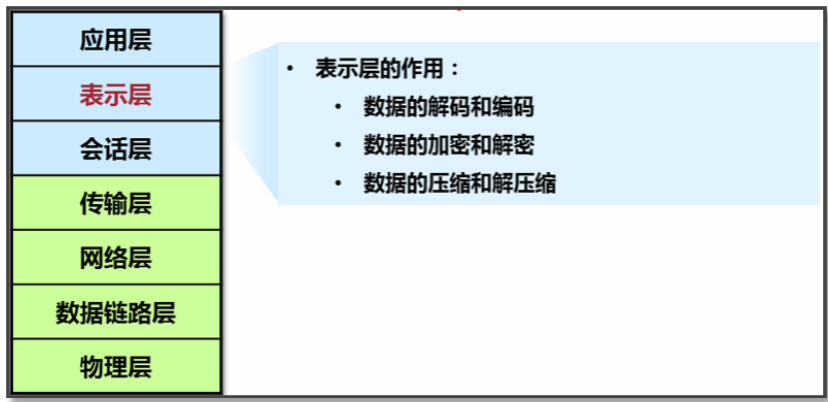 应用层
表示层
会话层
传输层
网络层
数据链路层
物理层
• 表示层的作用：
• 数据的解码和编码
• 数据的加密和解密
• 数据的压缩和解压缩